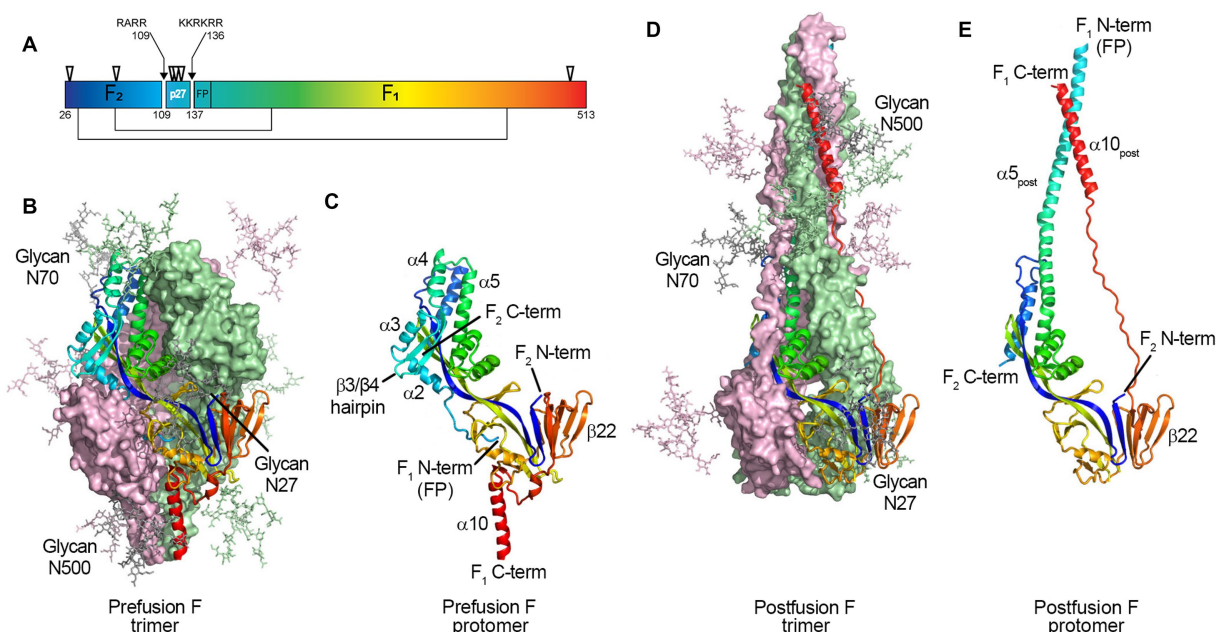 A
RARR
109
KKRKRR
136
F₂
p27
FP
F₁
26
109
137
513
B
Glycan
N70
Glycan
N27
Glycan
N500
Prefusion F
trimer
C
α4
α5
α3
F₂ C-term
F₂ N-term
β3/β4
hairpin
α2
β22
F₁ N-term
(FP)
α10
F₁ C-term
Prefusion F
protomer
D
Glycan
N500
Glycan
N70
Glycan
N27
Postfusion F
trimer
E
F₁ N-term
(FP)
F₁ C-term
α10post
α5post
F₂ N-term
F₂ C-term
β22
Postfusion F
protomer